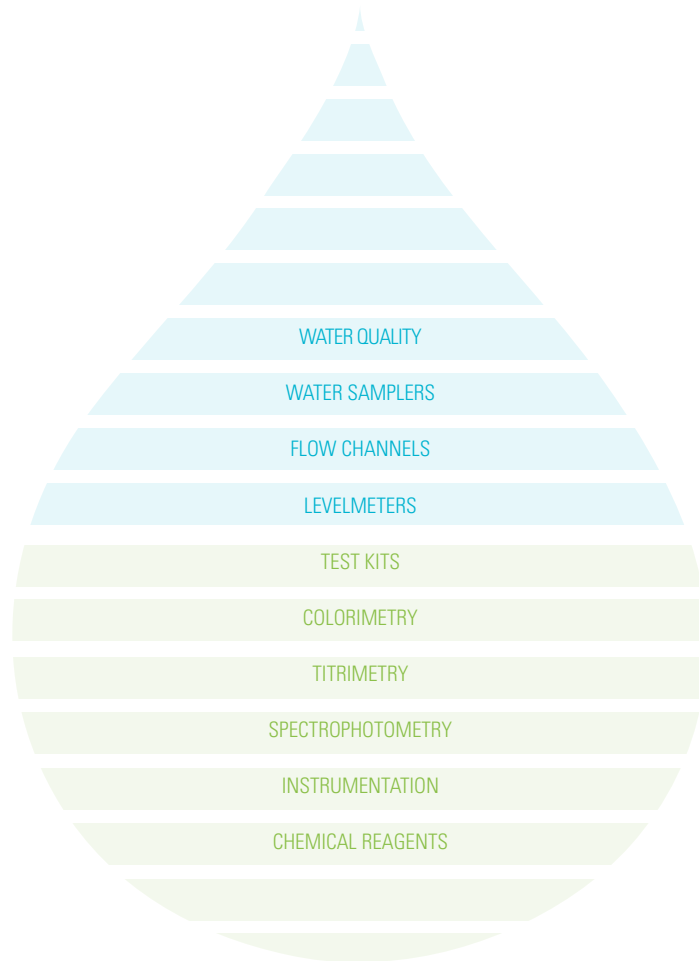 WATER QUALITY
WATER SAMPLERS
FLOW CHANNELS
LEVELMETERS
TEST KITS
COLORIMETRY
TITRIMETRY
SPECTROPHOTOMETRY
INSTRUMENTATION
CHEMICAL REAGENTS